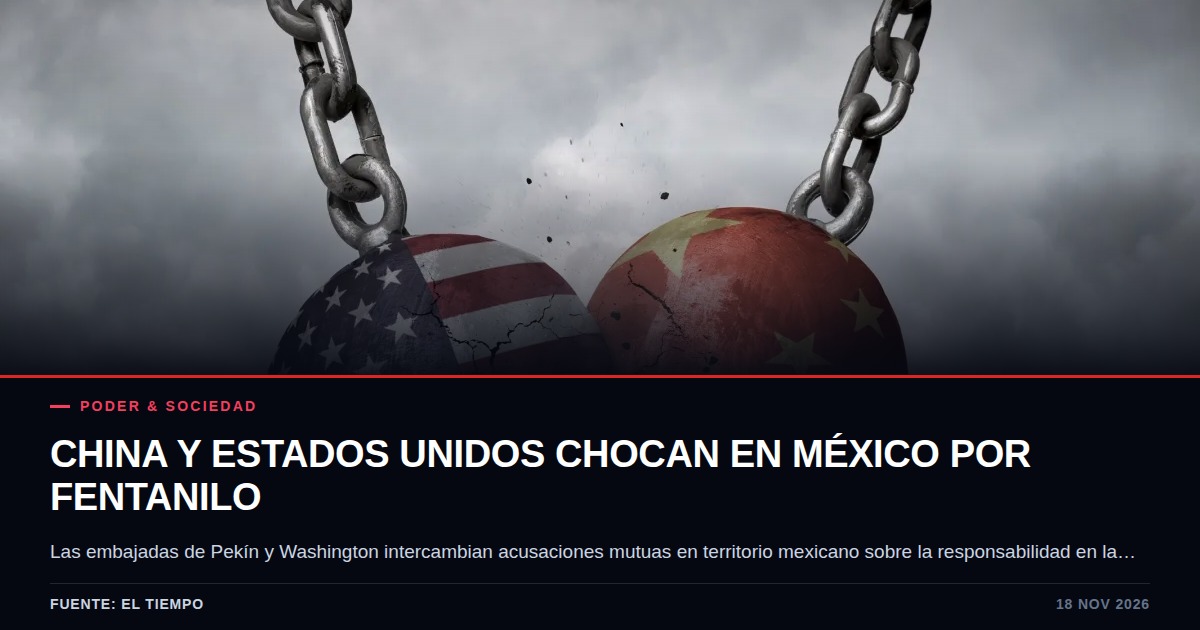 PODER & SOCIEDAD
CHINA Y ESTADOS UNIDOS CHOCAN EN MÉXICO POR
FENTANILO
Las embajadas de Pekín y Washington intercambian acusaciones mutuas en territorio mexicano sobre la responsabilidad en la…
FUENTE: EL TIEMPO
18 NOV 2026